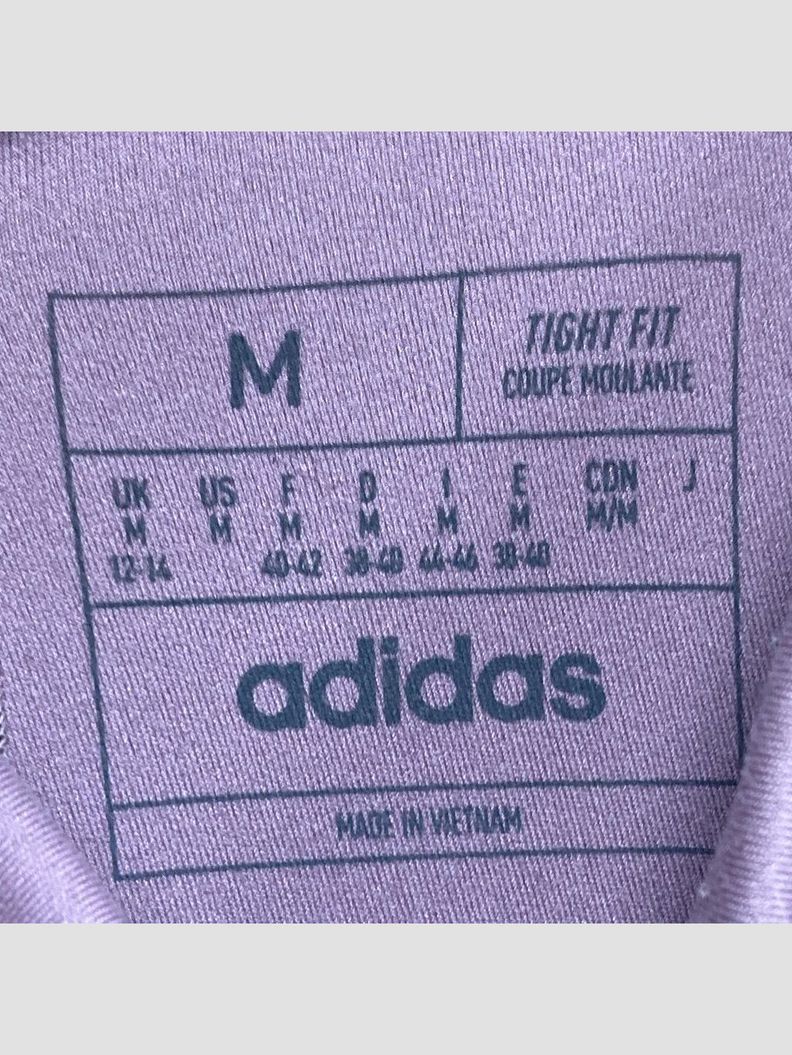 M
TIGHT FIT
COUPE MOULANTE
UK US F D I E CDN J
M M M M M M M/M
12-14 40-42 38-40 44-46 38-40
adidas
MADE IN VIETNAM